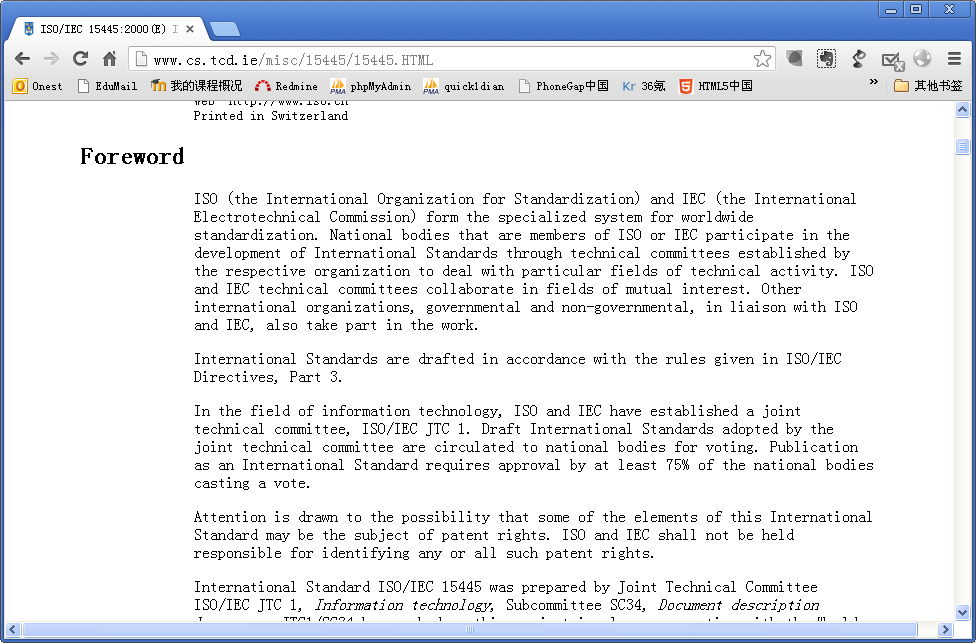 ISO/IEC 15445:2000(E) I
www.cs.tcd.ie/misc/15445/15445.HTML
Onest EduMail 我的课程概况 Redmine phpMyAdmin quickldian PhoneGap中国 Kr 36氪 HTML5中国 » 其他书签
Web http://www.iso.ch
Printed in Switzerland
Foreword
ISO (the International Organization for Standardization) and IEC (the International
Electrotechnical Commission) form the specialized system for worldwide
standardization. National bodies that are members of ISO or IEC participate in the
development of International Standards through technical committees established by
the respective organization to deal with particular fields of technical activity. ISO
and IEC technical committees collaborate in fields of mutual interest. Other
international organizations, governmental and non-governmental, in liaison with ISO
and IEC, also take part in the work.
International Standards are drafted in accordance with the rules given in ISO/IEC
Directives, Part 3.
In the field of information technology, ISO and IEC have established a joint
technical committee, ISO/IEC JTC 1. Draft International Standards adopted by the
joint technical committee are circulated to national bodies for voting. Publication
as an International Standard requires approval by at least 75% of the national bodies
casting a vote.
Attention is drawn to the possibility that some of the elements of this International
Standard may be the subject of patent rights. ISO and IEC shall not be held
responsible for identifying any or all such patent rights.
International Standard ISO/IEC 15445 was prepared by Joint Technical Committee
ISO/IEC JTC 1, Information technology, Subcommittee SC34, Document description